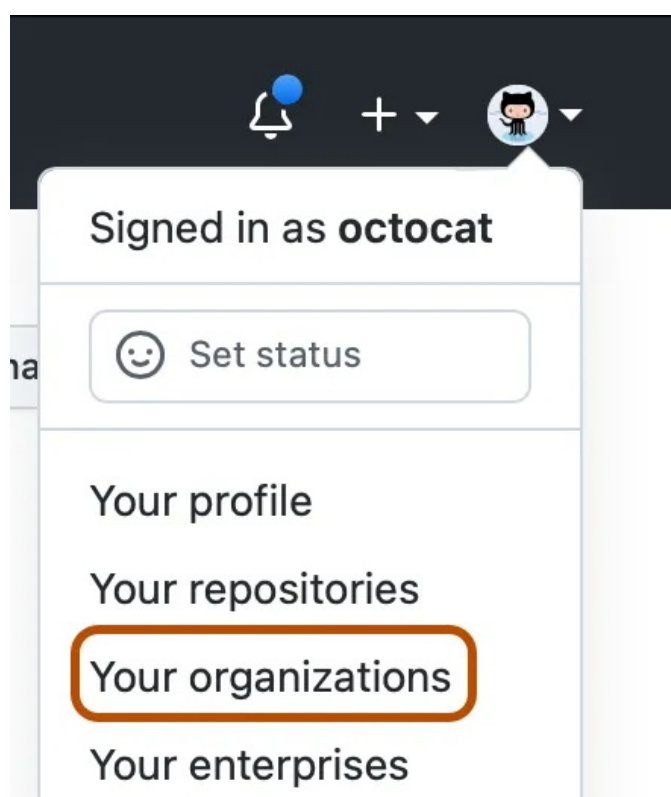 Signed in as octocat
Set status
Your profile
Your repositories
Your organizations
Your enterprises